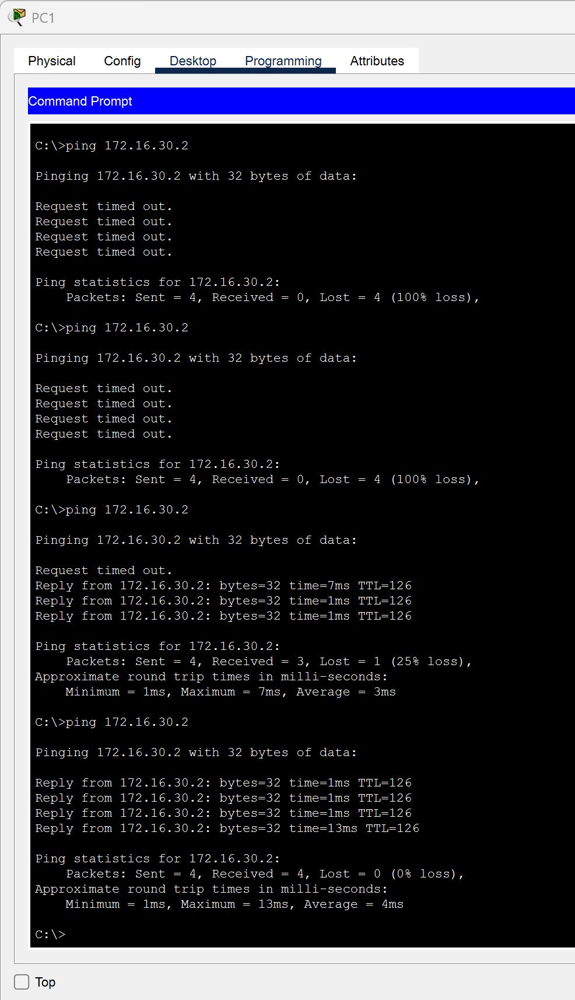 PC1
Physical Config Desktop Programming Attributes
Command Prompt
C:\>ping 172.16.30.2
Pinging 172.16.30.2 with 32 bytes of data:
Request timed out.
Request timed out.
Request timed out.
Request timed out.
Ping statistics for 172.16.30.2:
    Packets: Sent = 4, Received = 0, Lost = 4 (100% loss),
C:\>ping 172.16.30.2
Pinging 172.16.30.2 with 32 bytes of data:
Request timed out.
Request timed out.
Request timed out.
Request timed out.
Ping statistics for 172.16.30.2:
    Packets: Sent = 4, Received = 0, Lost = 4 (100% loss),
C:\>ping 172.16.30.2
Pinging 172.16.30.2 with 32 bytes of data:
Request timed out.
Reply from 172.16.30.2: bytes=32 time=7ms TTL=126
Reply from 172.16.30.2: bytes=32 time=1ms TTL=126
Reply from 172.16.30.2: bytes=32 time=1ms TTL=126
Ping statistics for 172.16.30.2:
    Packets: Sent = 4, Received = 3, Lost = 1 (25% loss),
Approximate round trip times in milli-seconds:
    Minimum = 1ms, Maximum = 7ms, Average = 3ms
C:\>ping 172.16.30.2
Pinging 172.16.30.2 with 32 bytes of data:
Reply from 172.16.30.2: bytes=32 time=1ms TTL=126
Reply from 172.16.30.2: bytes=32 time=1ms TTL=126
Reply from 172.16.30.2: bytes=32 time=1ms TTL=126
Reply from 172.16.30.2: bytes=32 time=13ms TTL=126
Ping statistics for 172.16.30.2:
    Packets: Sent = 4, Received = 4, Lost = 0 (0% loss),
Approximate round trip times in milli-seconds:
    Minimum = 1ms, Maximum = 13ms, Average = 4ms
C:\>
Top